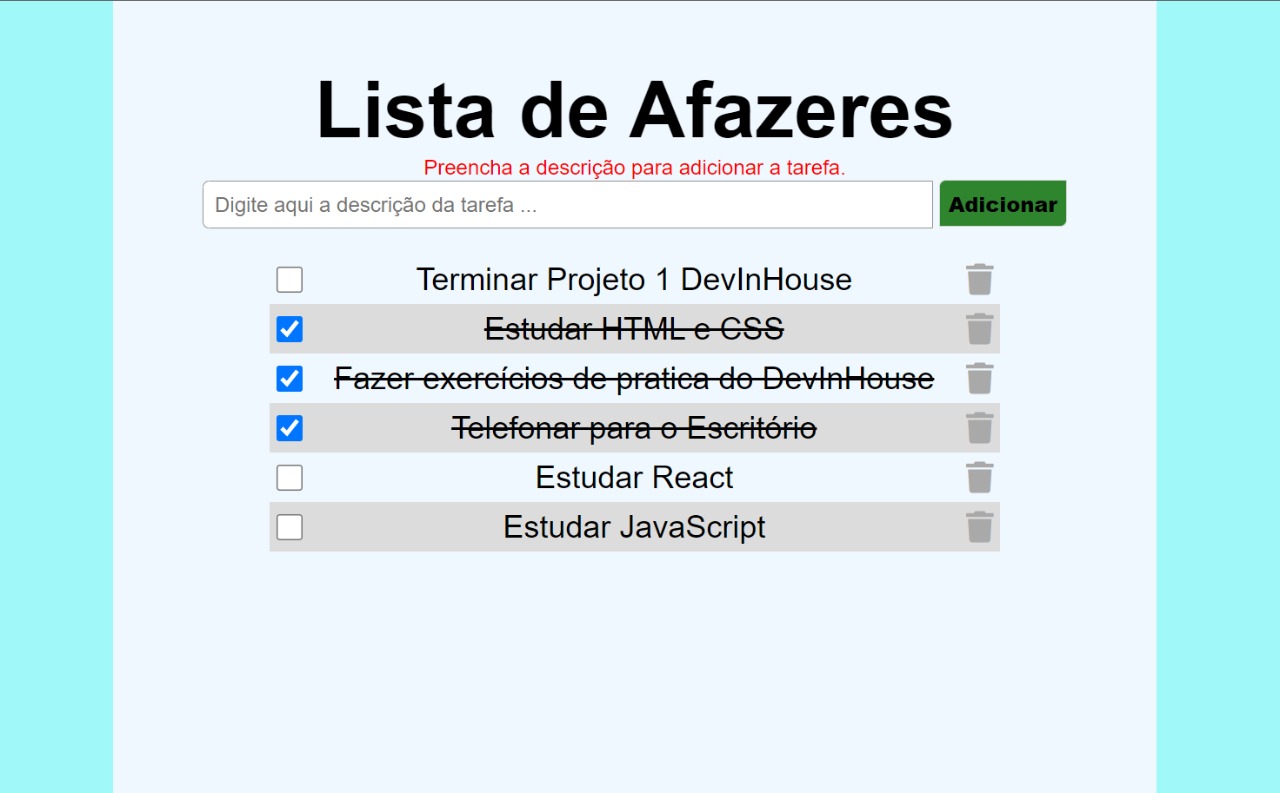 Lista de Afazeres
Preencha a descrição para adicionar a tarefa.
Digite aqui a descrição da tarefa ...
Adicionar
Terminar Projeto 1 DevInHouse
Estudar HTML e CSS
Fazer exercícios de pratica do DevInHouse
Telefonar para o Escritório
Estudar React
Estudar JavaScript